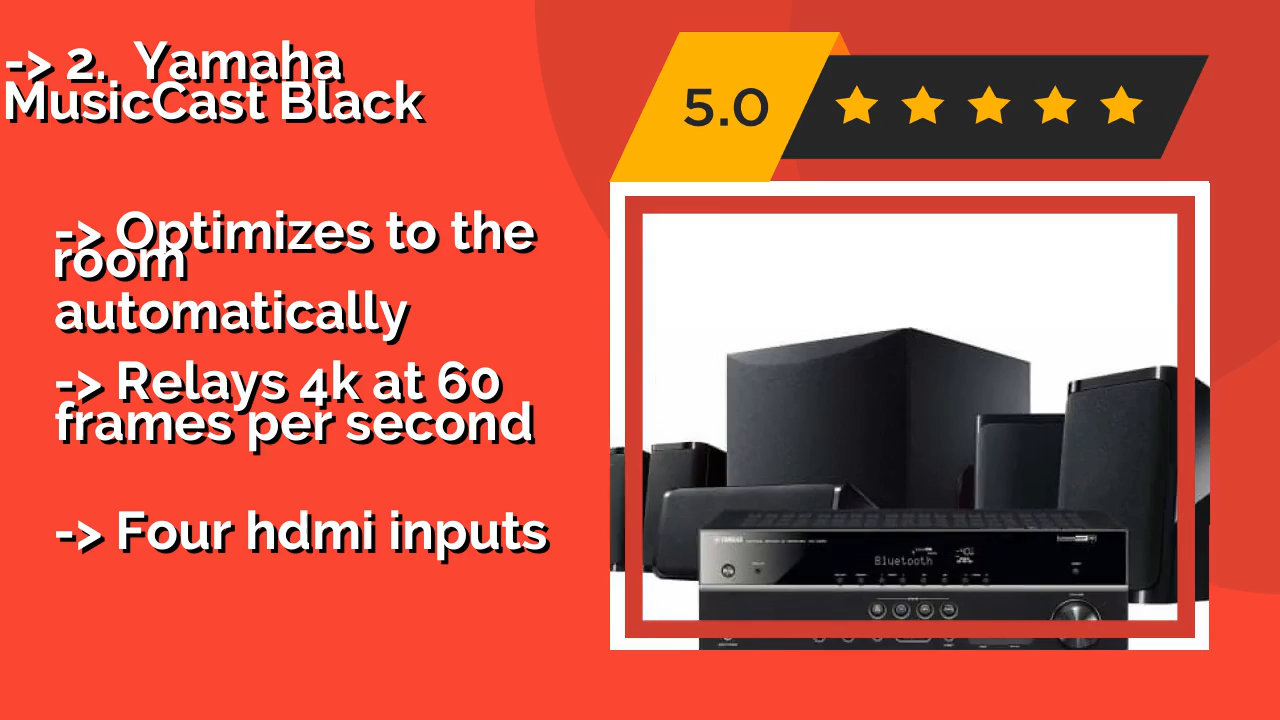 -> 2. Yamaha
MusicCast Black
5.0
-> Optimizes to the
room
automatically
-> Relays 4k at 60
frames per second
-> Four hdmi inputs
YAMAHA
Bluetooth